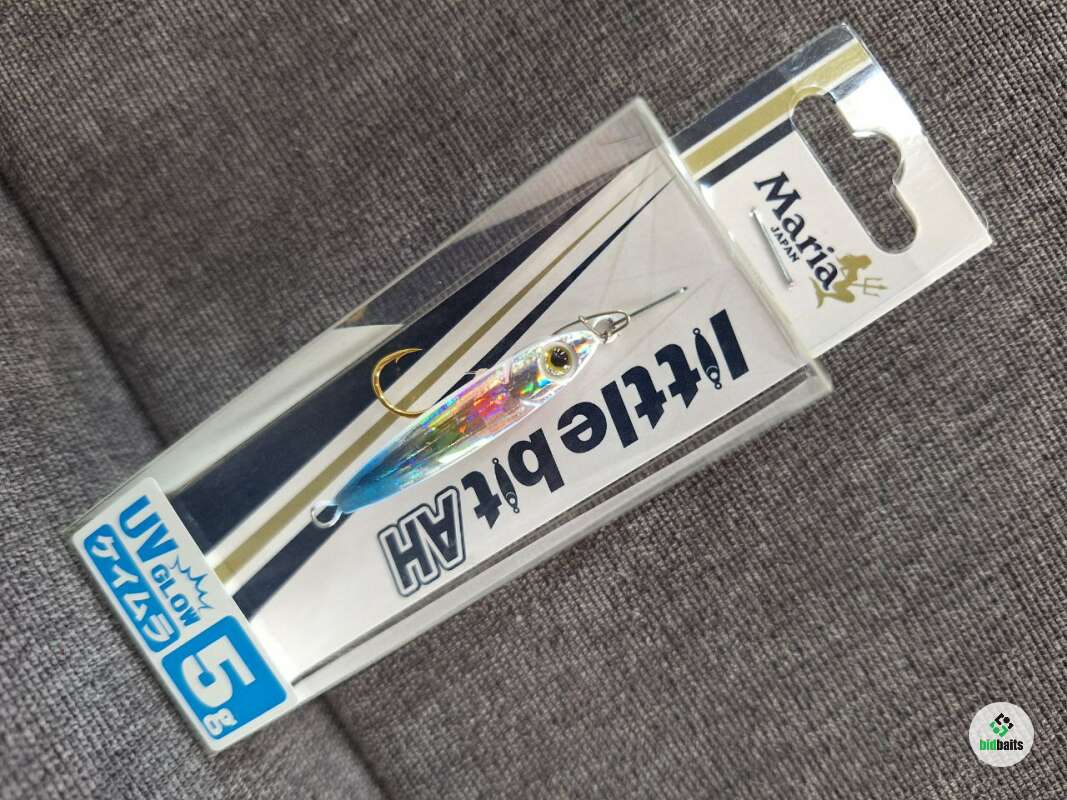 Maria
JAPAN
little bit AH
UV
GLOW
ケイムラ
5g
bidbaits